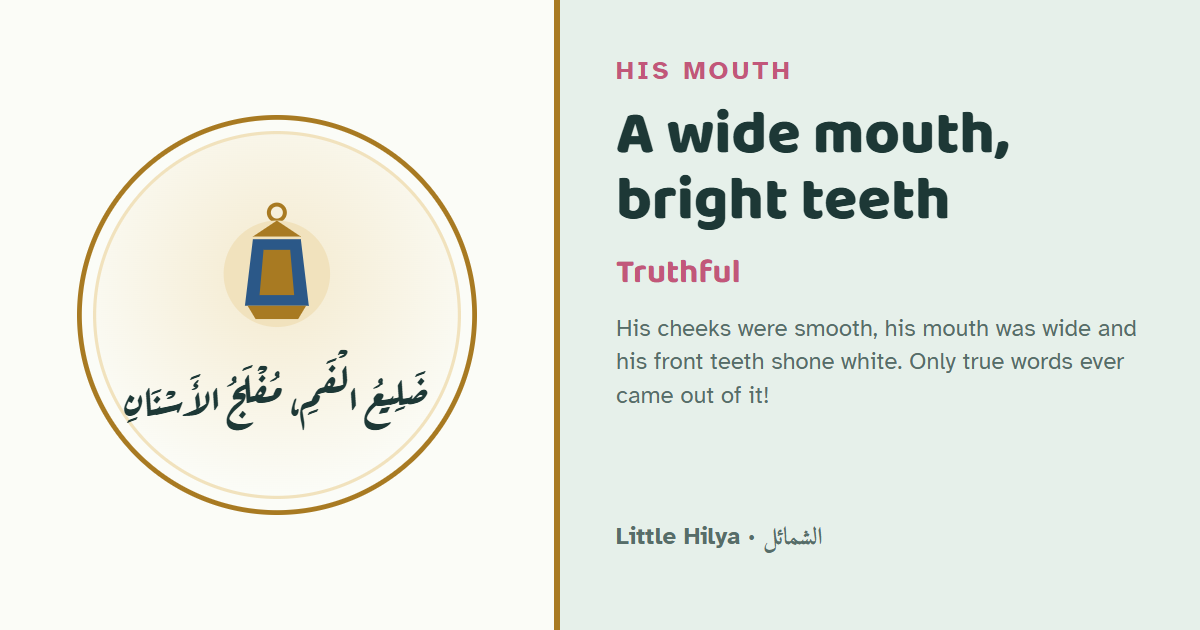 ضَلِيعُ الْفَمِ، مُفْلَجُ الأَسْنَانِ
HIS MOUTH
A wide mouth,
bright teeth
Truthful
His cheeks were smooth, his mouth was wide and
his front teeth shone white. Only true words ever
came out of it!
Little Hilya • الشمائل